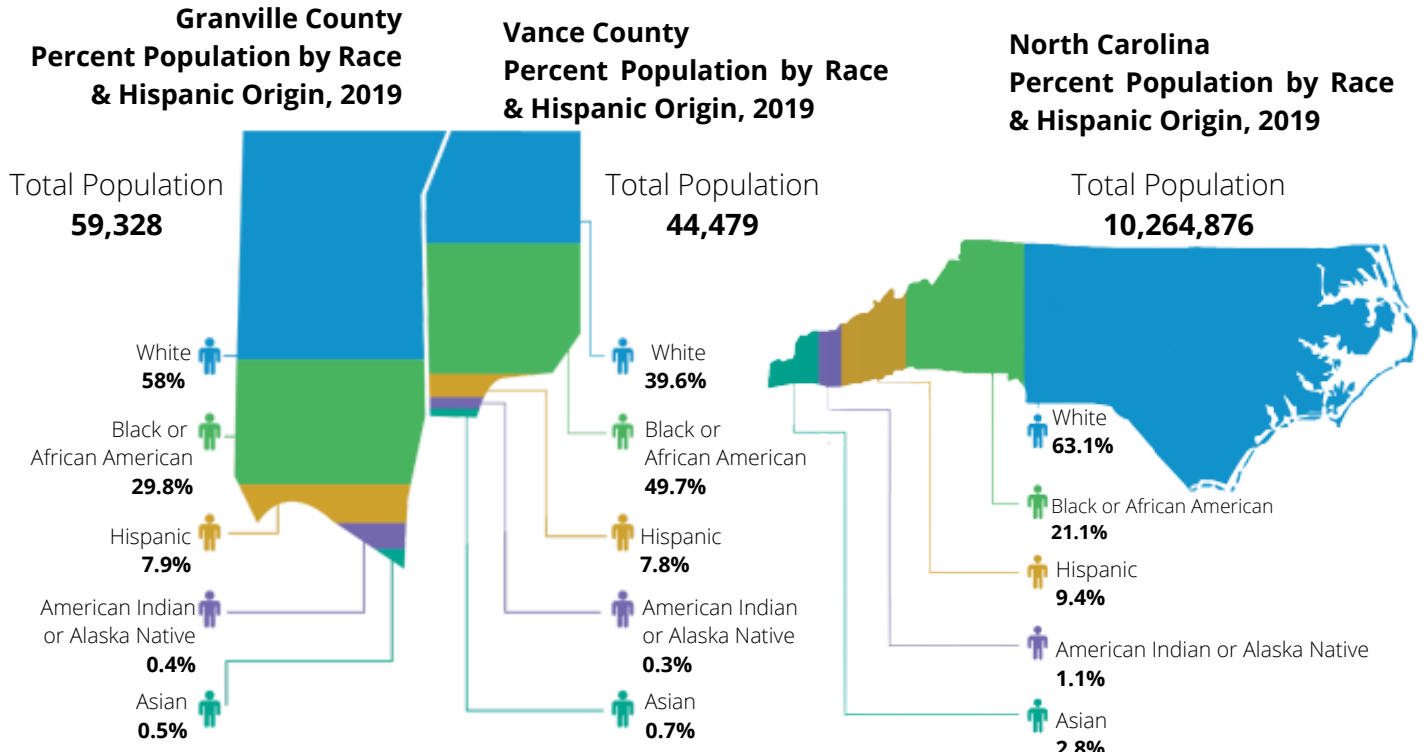 Granville County
Percent Population by Race
& Hispanic Origin, 2019
Total Population
59,328
White
58%
Black or
African American
29.8%
Hispanic
7.9%
American Indian
or Alaska Native
0.4%
Asian
0.5%
Vance County
Percent Population by Race
& Hispanic Origin, 2019
Total Population
44,479
White
39.6%
Black or
African American
49.7%
Hispanic
7.8%
American Indian
or Alaska Native
0.3%
Asian
0.7%
North Carolina
Percent Population by Race
& Hispanic Origin, 2019
Total Population
10,264,876
White
63.1%
Black or African American
21.1%
Hispanic
9.4%
American Indian or Alaska Native
1.1%
Asian
2.8%